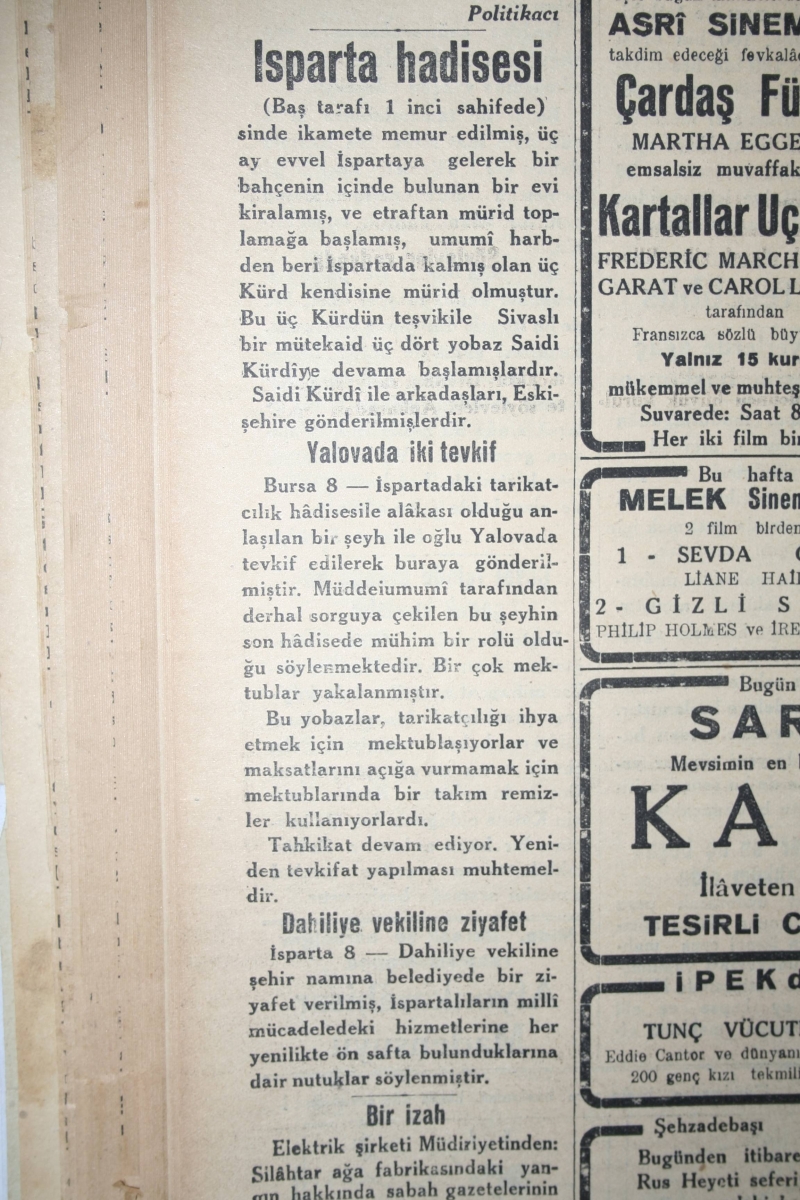 Politikacı
Isparta hadisesi
(Baş tarafı 1 inci sahifede)
sinde ikamete memur edilmiş, üç
ay evvel İspartaya gelerek bir
bahçenin içinde bulunan bir evi
kiralamış, ve etraftan mürid top-
lamağa başlamış, umumî harb-
den beri İspartada kalmış olan üç
Kürd kendisine mürid olmuştur.
Bu üç Kürdün teşvikile Sivaslı
bir mütekaid üç dört yobaz Saidi
Kürdîye devama başlamışlardır.
Saidi Kürdî ile arkadaşları, Eski-
şehire gönderilmişlerdir.
Yalovada iki tevkif
Bursa 8 — İspartadaki tarikat-
cılık hâdisesile alâkası olduğu an-
laşılan bir şeyh ile oğlu Yalovada
tevkif edilerek buraya gönderil-
miştir. Müddeiumumî tarafından
derhal sorguya çekilen bu şeyhin
son hâdisede mühim bir rolü oldu-
ğu söylenmektedir. Bir çok mek-
tublar yakalanmıştır.
Bu yobazlar, tarikatçılığı ihya
etmek için mektublaşıyorlar ve
maksatlarını açığa vurmamak için
mektublarında bir takım remiz-
ler kullanıyorlardı.
Tahkikat devam ediyor. Yeni-
den tevkifat yapılması muhtemel-
dir.
Dahiliye vekiline ziyafet
İsparta 8 — Dahiliye vekiline
şehir namına belediyede bir zi-
yafet verilmiş, İspartalıların millî
mücadeledeki hizmetlerine her
yenilikte ön safta bulunduklarına
dair nutuklar söylenmiştir.
Bir izah
Elektrik şirketi Müdiriyetinden:
Silâhtar ağa fabrikasındaki yan-
gın hakkında sabah gazetelerinin
ASRÎ SİNEM
takdim edeceği fevkalâ
Çardaş Fü
MARTHA EGGE
emsalsiz muvaffak
Kartallar Uç
FREDERİC MARCH
GARAT ve CAROL L
tarafından
Fransızca sözlü büy
Yalnız 15 kur
mükemmel ve muhteş
Suvarede: Saat 8
Her iki film bir
Bu hafta
MELEK Sinem
2 film birden
1 - SEVDA
LİANE HAİ
2 - GİZLİ S
PHİLİP HOLMES ve İRE
Bugün
SAR
Mevsimin en
KA
İlâveten
TESİRLİ C
İPEK d
TUNÇ VÜCUT
Eddie Cantor ve dünyanı
200 genç kızı tekmil
Şehzadebaşı
Bugünden itibare
Rus Heyeti seferi